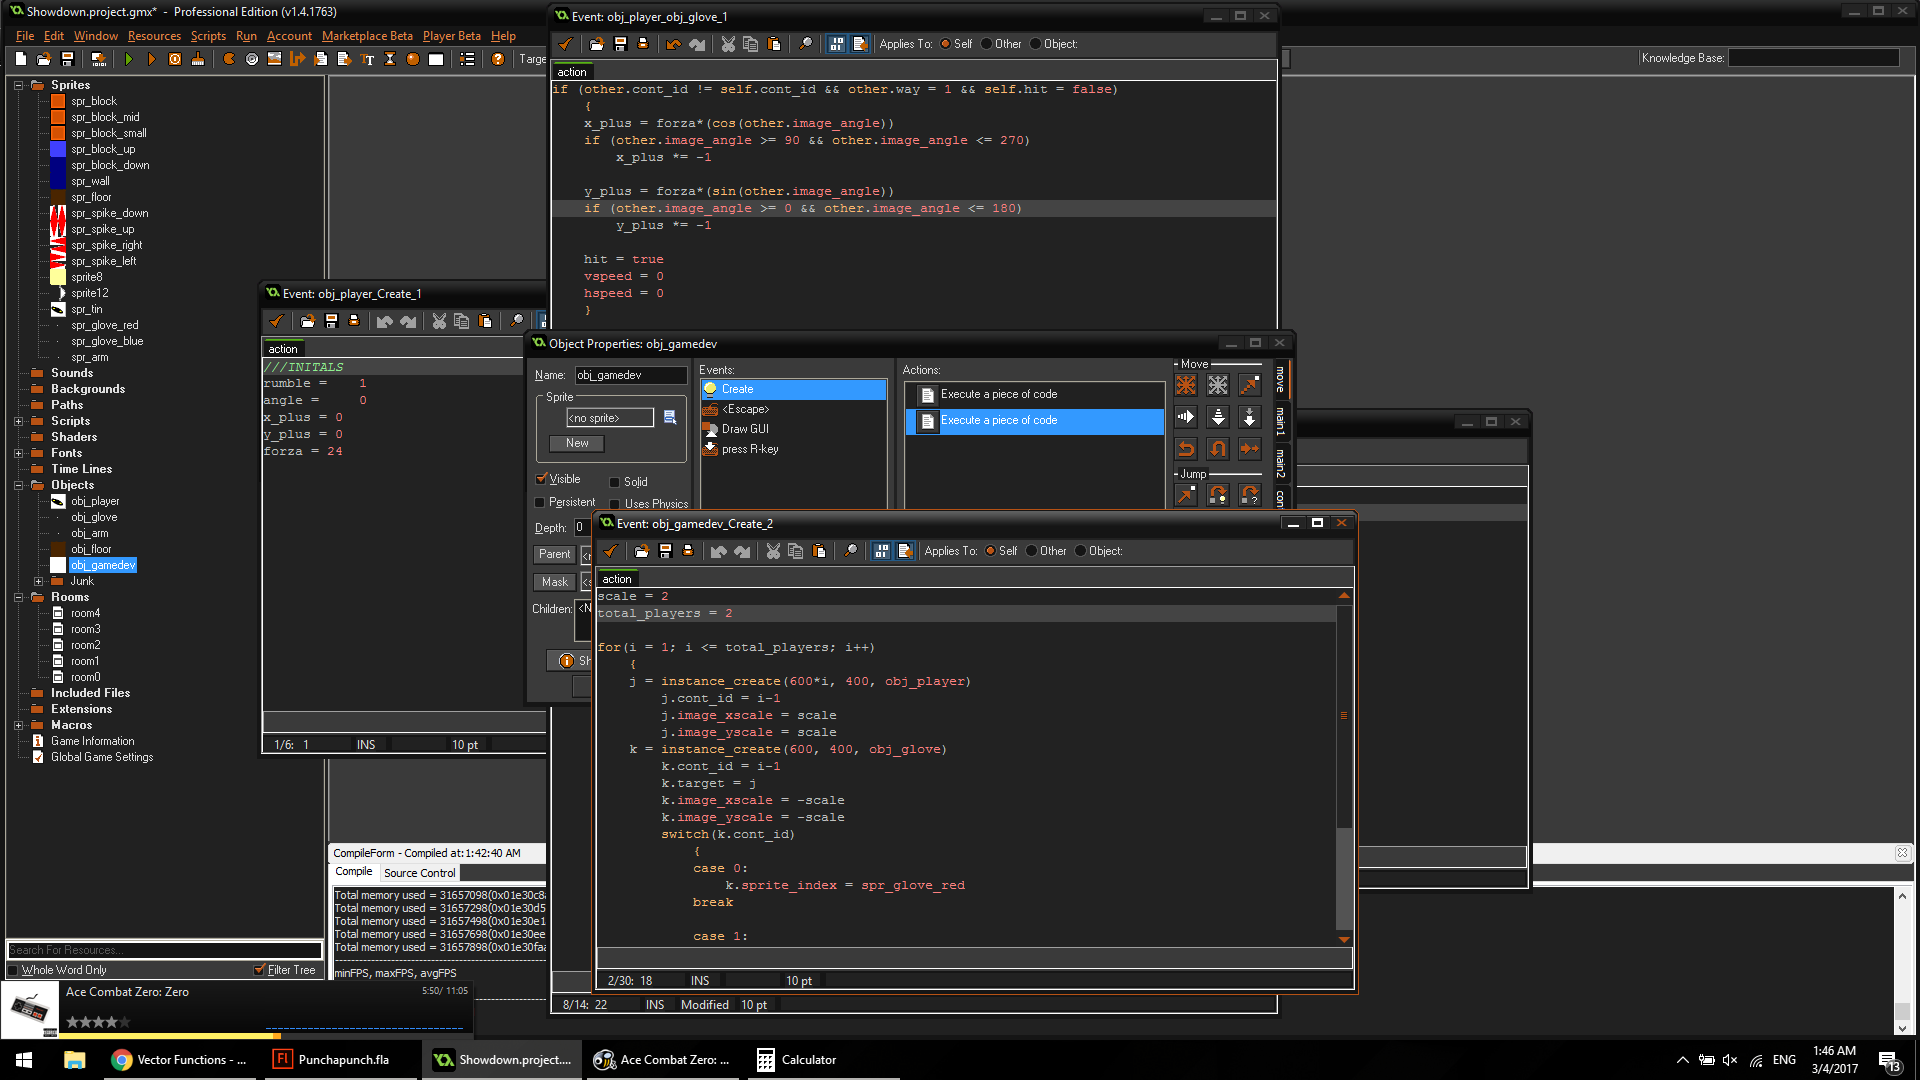 Showdown.project.gmx* - Professional Edition (v1.4.1763)
File Edit Window Resources Scripts Run Account Marketplace Beta Player Beta Help
Targe
Knowledge Base:
Sprites
spr_block
spr_block_mid
spr_block_small
spr_block_up
spr_block_down
spr_wall
spr_floor
spr_spike_down
spr_spike_up
spr_spike_right
spr_spike_left
sprite8
sprite12
spr_tin
spr_glove_red
spr_glove_blue
spr_arm
Sounds
Backgrounds
Paths
Scripts
Shaders
Fonts
Time Lines
Objects
obj_player
obj_glove
obj_arm
obj_floor
obj_gamedev
Junk
Rooms
room4
room3
room2
room1
room0
Included Files
Extensions
Macros
Game Information
Global Game Settings
Search For Resources...
Whole Word Only Filter Tree
Event: obj_player_obj_glove_1
Applies To: Self Other Object:
action
if (other.cont_id != self.cont_id && other.way = 1 && self.hit = false)
{
x_plus = forza*(cos(other.image_angle))
if (other.image_angle >= 90 && other.image_angle <= 270)
x_plus *= -1
y_plus = forza*(sin(other.image_angle))
if (other.image_angle >= 0 && other.image_angle <= 180)
y_plus *= -1
hit = true
vspeed = 0
hspeed = 0
}
8/14: 22 INS Modified 10 pt
Event: obj_player_Create_1
action
///INITALS
rumble = 1
angle = 0
x_plus = 0
y_plus = 0
forza = 24
1/6: 1 INS 10 pt
Object Properties: obj_gamedev
Name: obj_gamedev
Sprite
<no sprite>
New
Visible Solid
Persistent Uses Physics
Depth: 0
Parent
Mask
Children:
Sh
Events:
Create
<Escape>
Draw GUI
press R-key
Actions:
Execute a piece of code
Execute a piece of code
Move
Jump
move
main1
main2
Event: obj_gamedev_Create_2
Applies To: Self Other Object:
action
scale = 2
total_players = 2
for(i = 1; i <= total_players; i++)
{
j = instance_create(600*i, 400, obj_player)
j.cont_id = i-1
j.image_xscale = scale
j.image_yscale = scale
k = instance_create(600, 400, obj_glove)
k.cont_id = i-1
k.target = j
k.image_xscale = -scale
k.image_yscale = -scale
switch(k.cont_id)
{
case 0:
k.sprite_index = spr_glove_red
break
case 1:
2/30: 18 INS 10 pt
CompileForm - Compiled at:1:42:40 AM
Compile Source Control
Total memory used = 31657098(0x01e30c8a
Total memory used = 31657298(0x01e30d5
Total memory used = 31657498(0x01e30e1
Total memory used = 31657698(0x01e30ee
Total memory used = 31657898(0x01e30faa
minFPS, maxFPS, avgFPS
Ace Combat Zero: Zero 5:50/ 11:05
Vector Functions - ... Punchapunch.fla Showdown.project.... Ace Combat Zero: ... Calculator
ENG
1:46 AM
3/4/2017
13